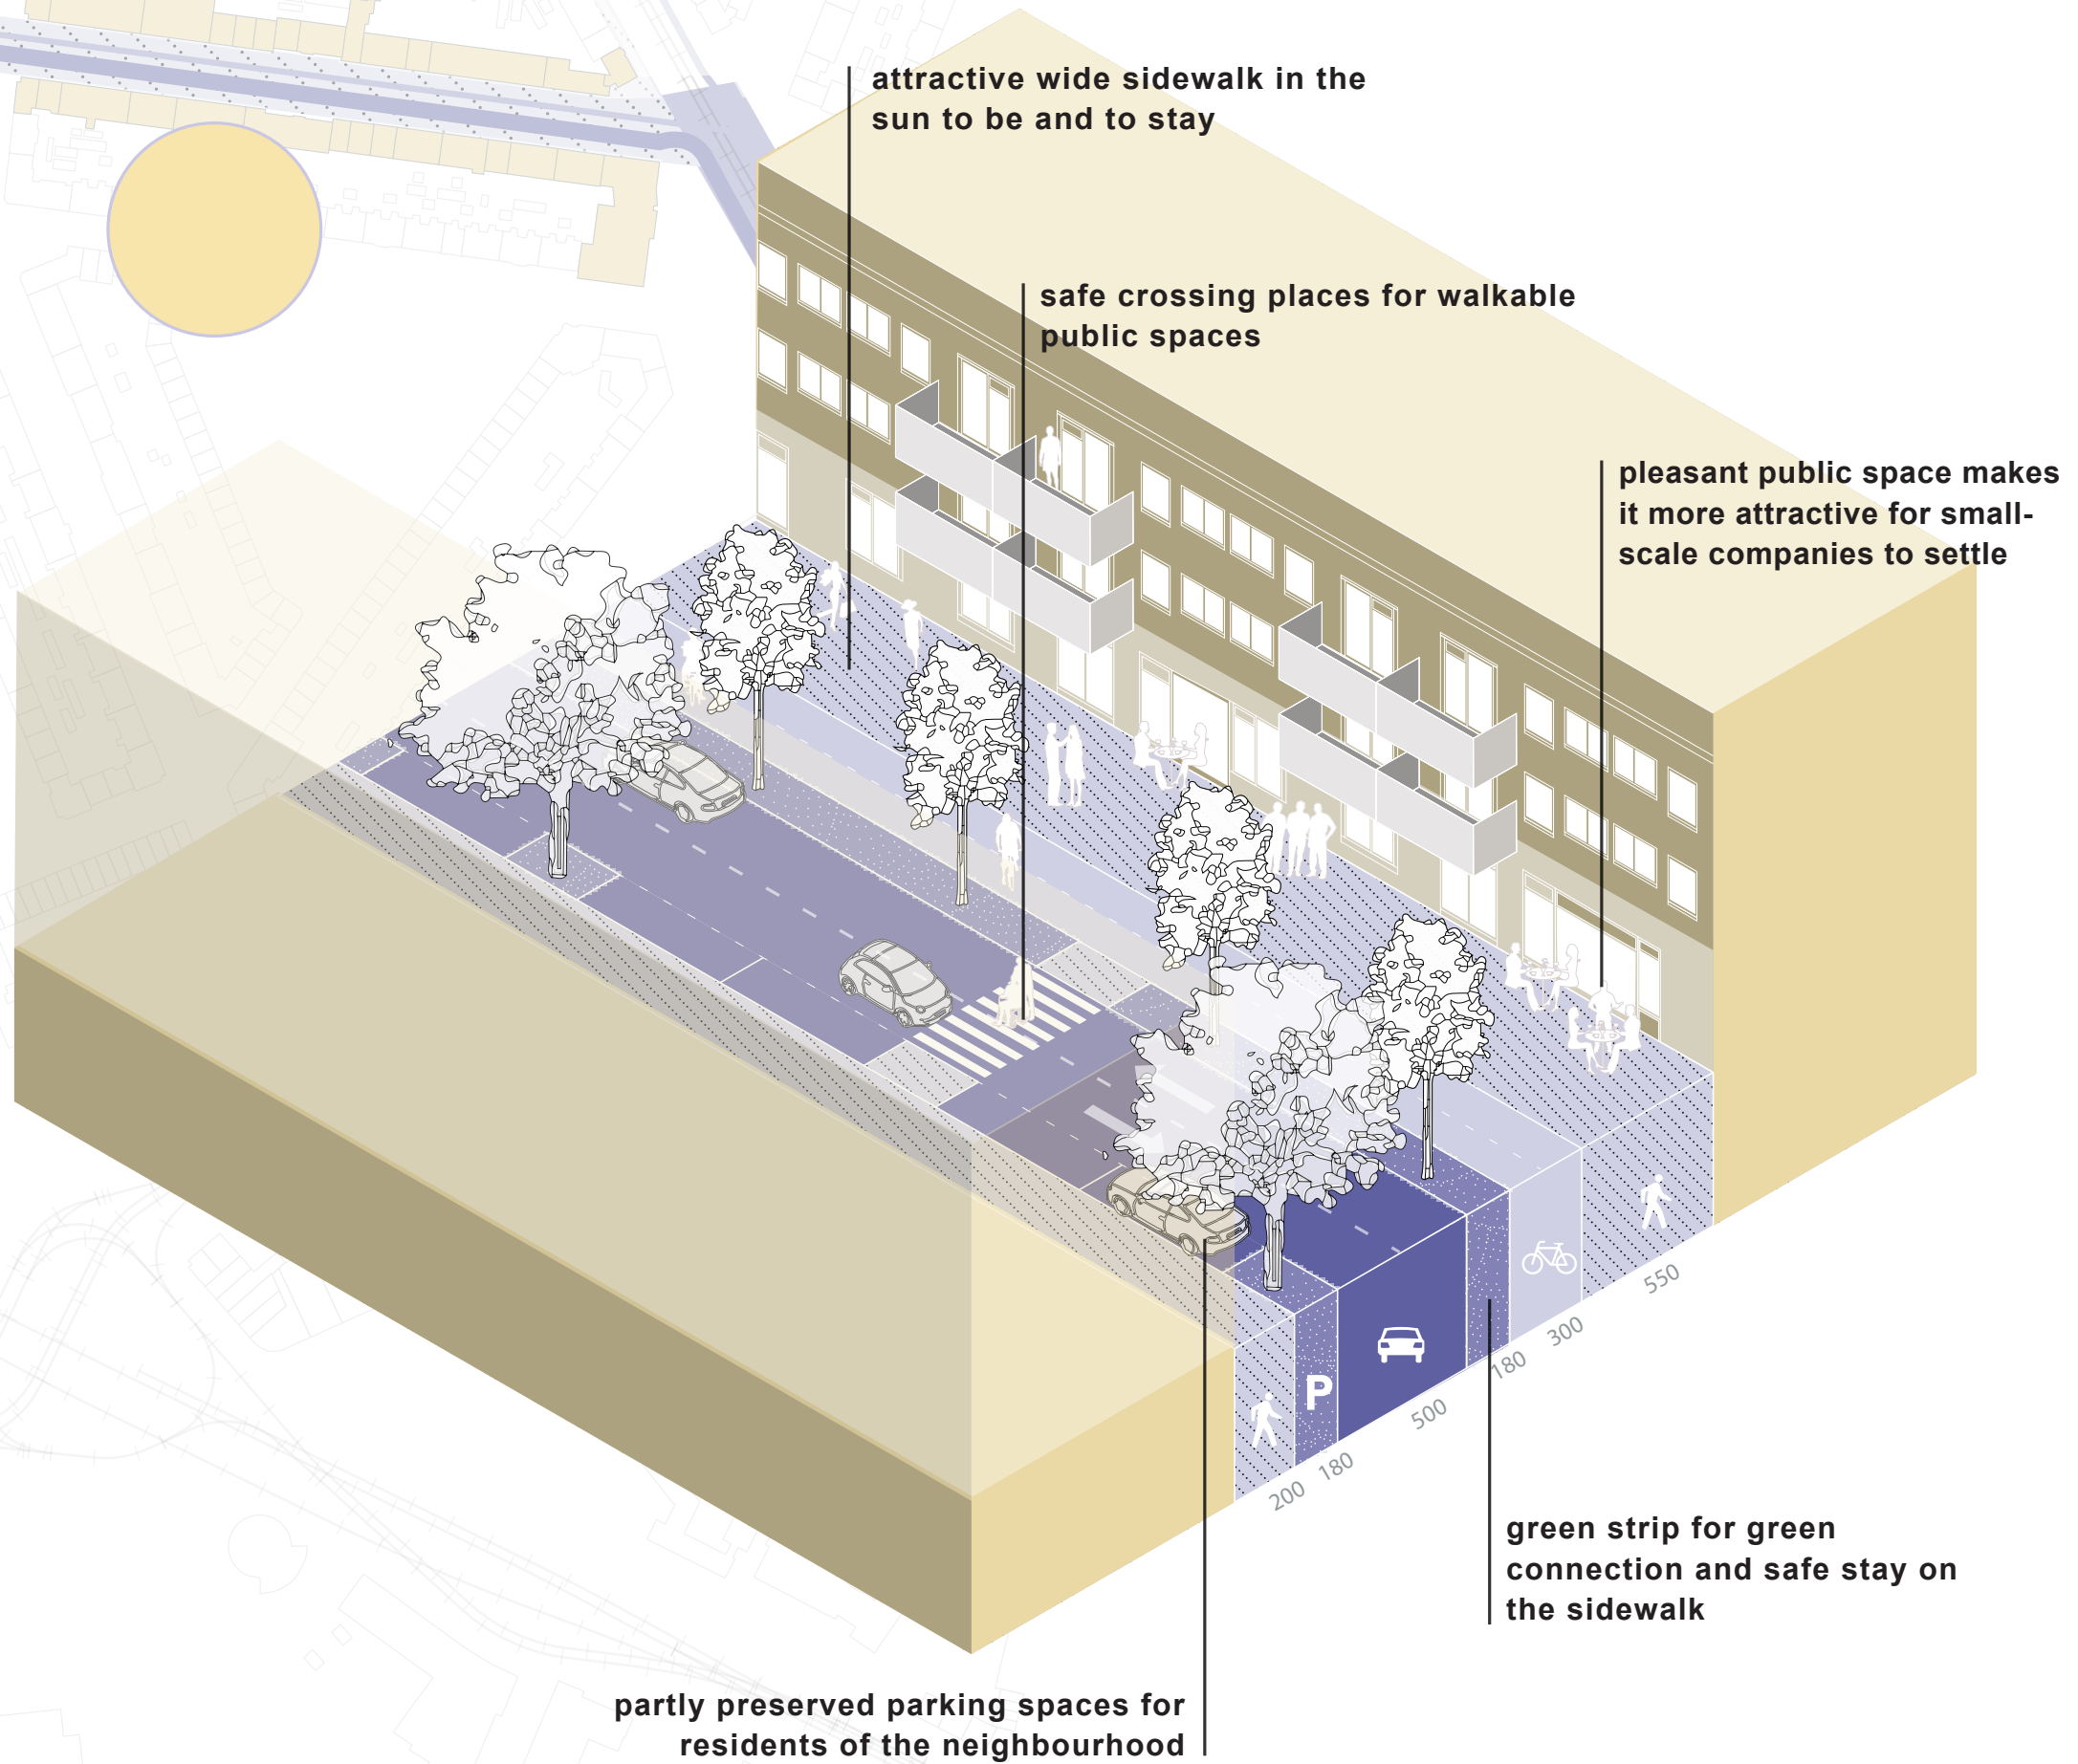 attractive wide sidewalk in the
sun to be and to stay
safe crossing places for walkable
public spaces
pleasant public space makes
it more attractive for small-
scale companies to settle
550
300
180
500
P
180
200
green strip for green
connection and safe stay on
the sidewalk
partly preserved parking spaces for
residents of the neighbourhood